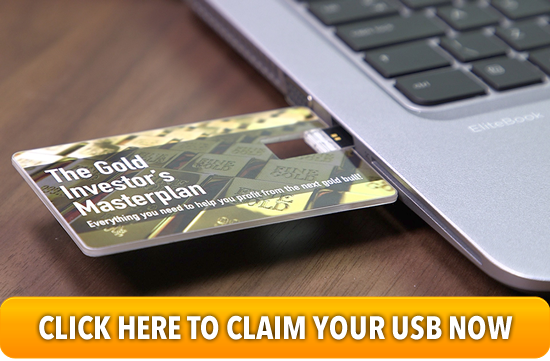 EliteBook
The Gold
Investor's
Masterplan
Everything you need to help you profit from the next gold bull!
CLICK HERE TO CLAIM YOUR USB NOW